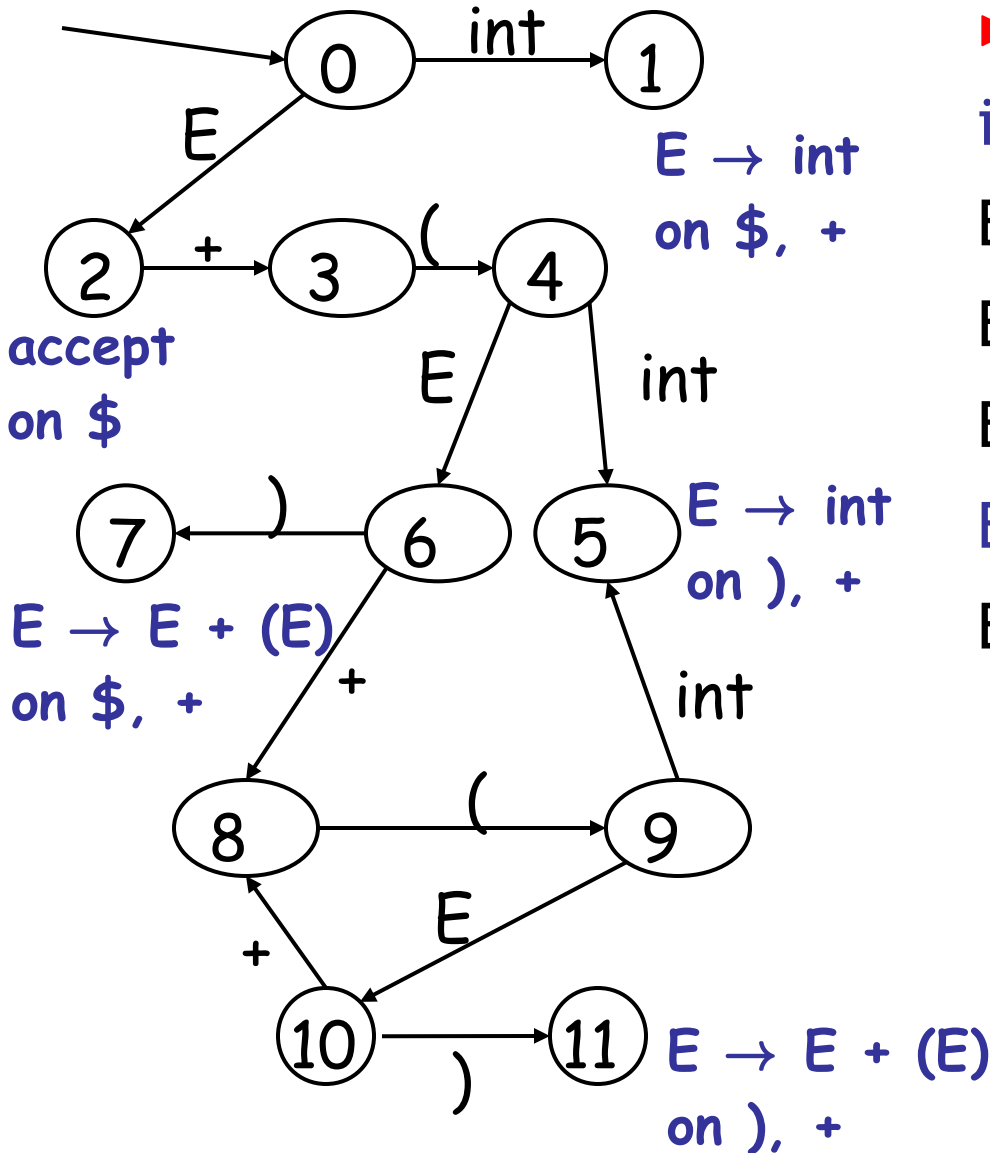 int
0
1
E
E → int
on $, +
+
(
2
3
4
accept
on $
E
int
)
7
6
5
E → int
on ), +
E → E + (E)
on $, +
+
int
(
8
9
E
+
10
11
)
E → E + (E)
on ), +